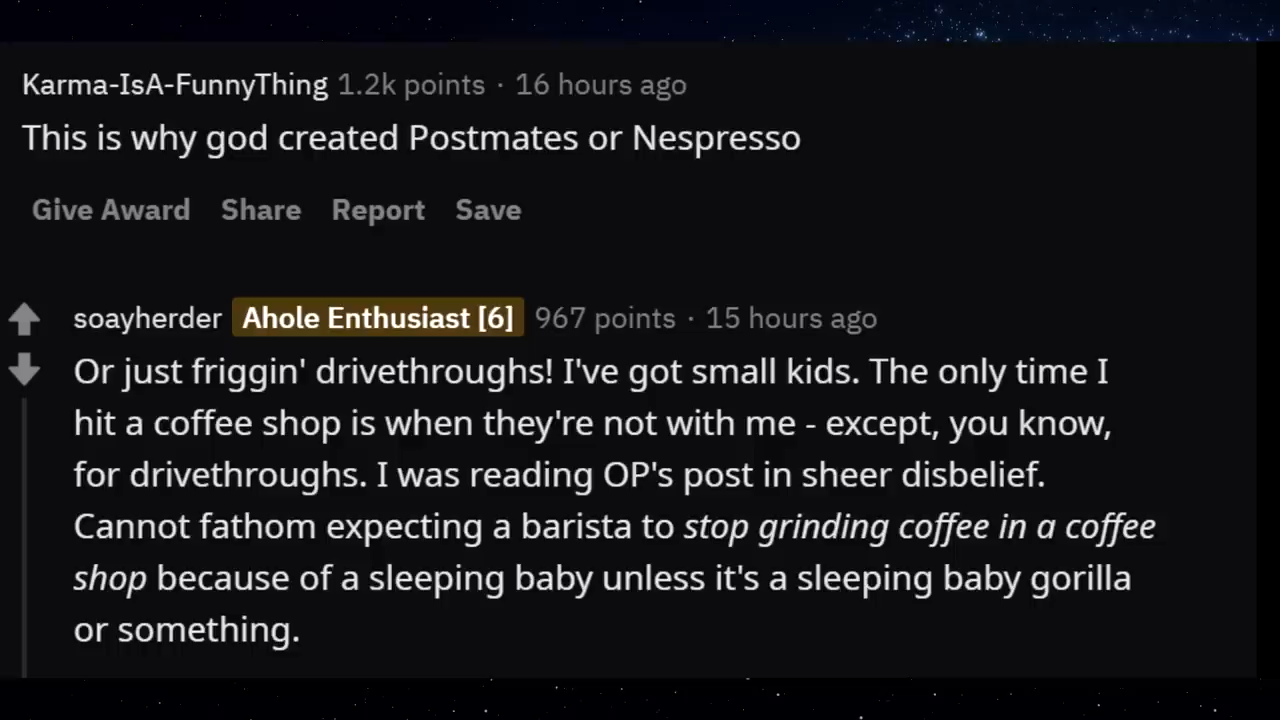 Karma-IsA-FunnyThing 1.2k points · 16 hours ago
This is why god created Postmates or Nespresso
Give Award Share Report Save
soayherder Ahole Enthusiast [6] 967 points · 15 hours ago
Or just friggin' drivethroughs! I've got small kids. The only time I
hit a coffee shop is when they're not with me - except, you know,
for drivethroughs. I was reading OP's post in sheer disbelief.
Cannot fathom expecting a barista to stop grinding coffee in a coffee
shop because of a sleeping baby unless it's a sleeping baby gorilla
or something.